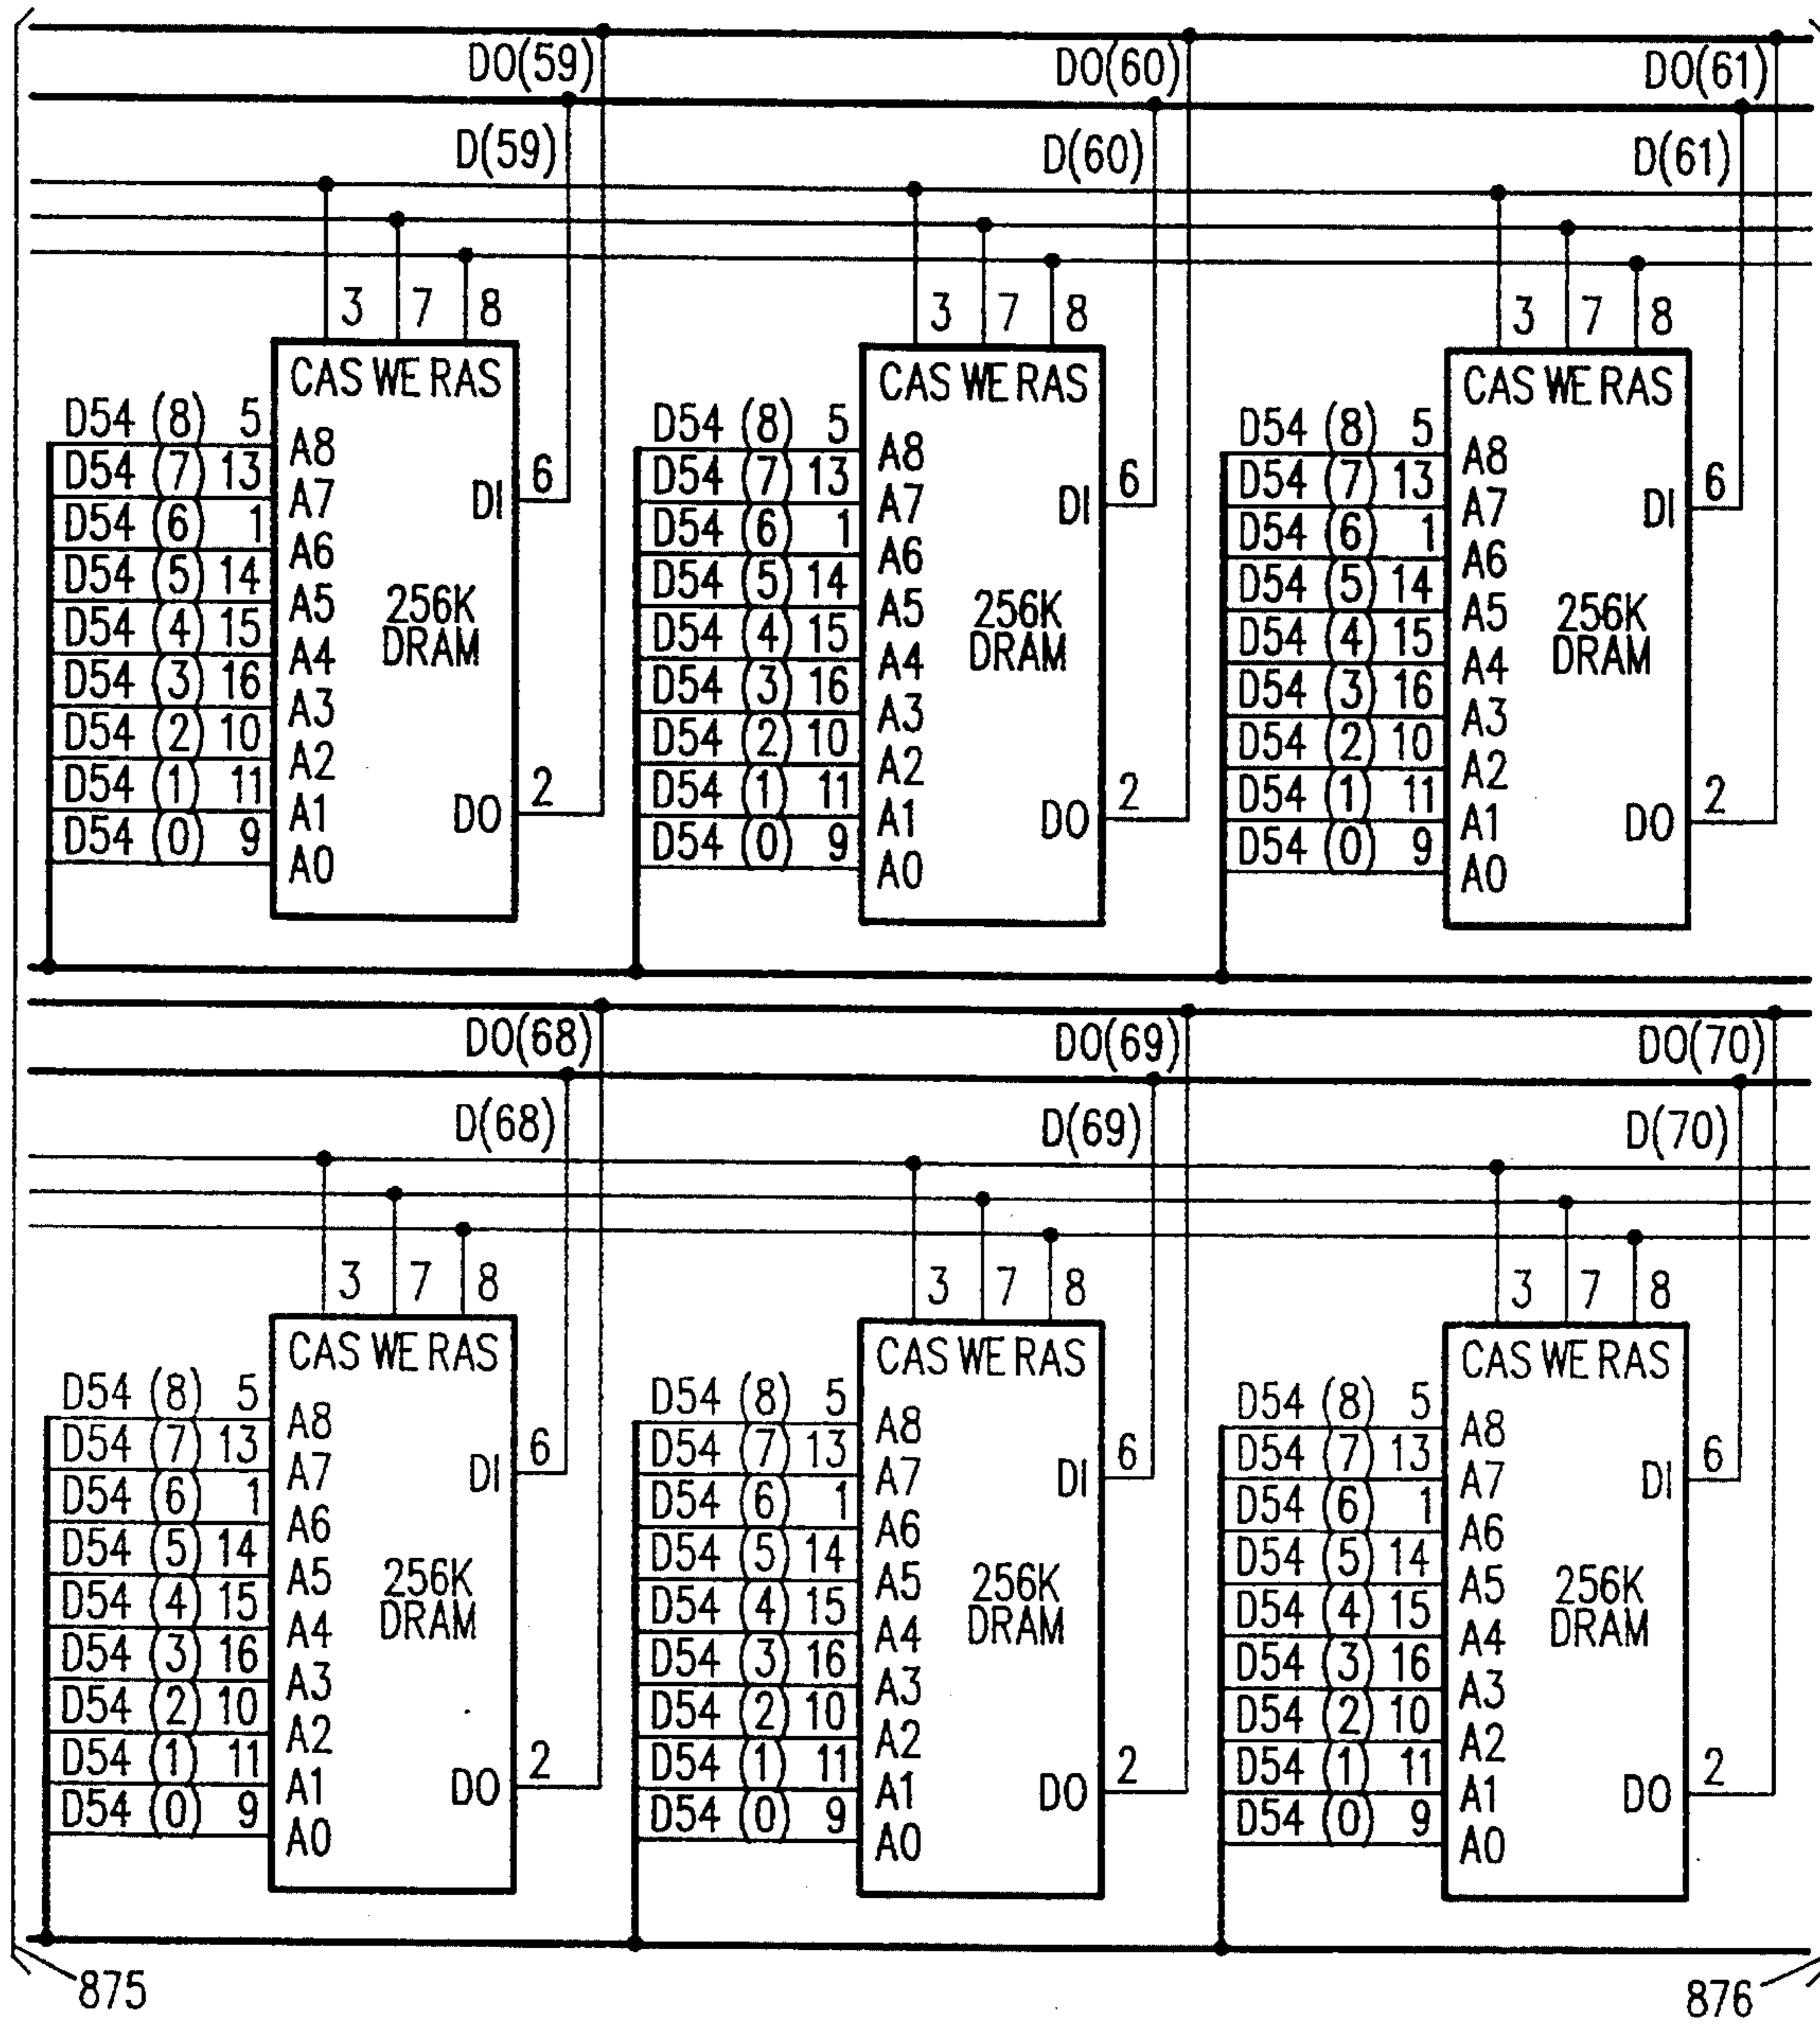 DO(59) DO(60) DO(61)
D(59) D(60) D(61)
3 7 8 3 7 8 3 7 8
CAS WE RAS CAS WE RAS CAS WE RAS
D54 (8) 5 A8 D54 (8) 5 A8 D54 (8) 5 A8
D54 (7) 13 A7 DI 6 D54 (7) 13 A7 DI 6 D54 (7) 13 A7 DI 6
D54 (6) 1 A6 D54 (6) 1 A6 D54 (6) 1 A6
D54 (5) 14 A5 256K D54 (5) 14 A5 256K D54 (5) 14 A5 256K
D54 (4) 15 A4 DRAM D54 (4) 15 A4 DRAM D54 (4) 15 A4 DRAM
D54 (3) 16 A3 D54 (3) 16 A3 D54 (3) 16 A3
D54 (2) 10 A2 D54 (2) 10 A2 D54 (2) 10 A2
D54 (1) 11 A1 DO 2 D54 (1) 11 A1 DO 2 D54 (1) 11 A1 DO 2
D54 (0) 9 A0 D54 (0) 9 A0 D54 (0) 9 A0
DO(68) DO(69) DO(70)
D(68) D(69) D(70)
3 7 8 3 7 8 3 7 8
CAS WE RAS CAS WE RAS CAS WE RAS
D54 (8) 5 A8 D54 (8) 5 A8 D54 (8) 5 A8
D54 (7) 13 A7 DI 6 D54 (7) 13 A7 DI 6 D54 (7) 13 A7 DI 6
D54 (6) 1 A6 D54 (6) 1 A6 D54 (6) 1 A6
D54 (5) 14 A5 256K D54 (5) 14 A5 256K D54 (5) 14 A5 256K
D54 (4) 15 A4 DRAM D54 (4) 15 A4 DRAM D54 (4) 15 A4 DRAM
D54 (3) 16 A3 D54 (3) 16 A3 D54 (3) 16 A3
D54 (2) 10 A2 D54 (2) 10 A2 D54 (2) 10 A2
D54 (1) 11 A1 DO 2 D54 (1) 11 A1 DO 2 D54 (1) 11 A1 DO 2
D54 (0) 9 A0 D54 (0) 9 A0 D54 (0) 9 A0
875 876